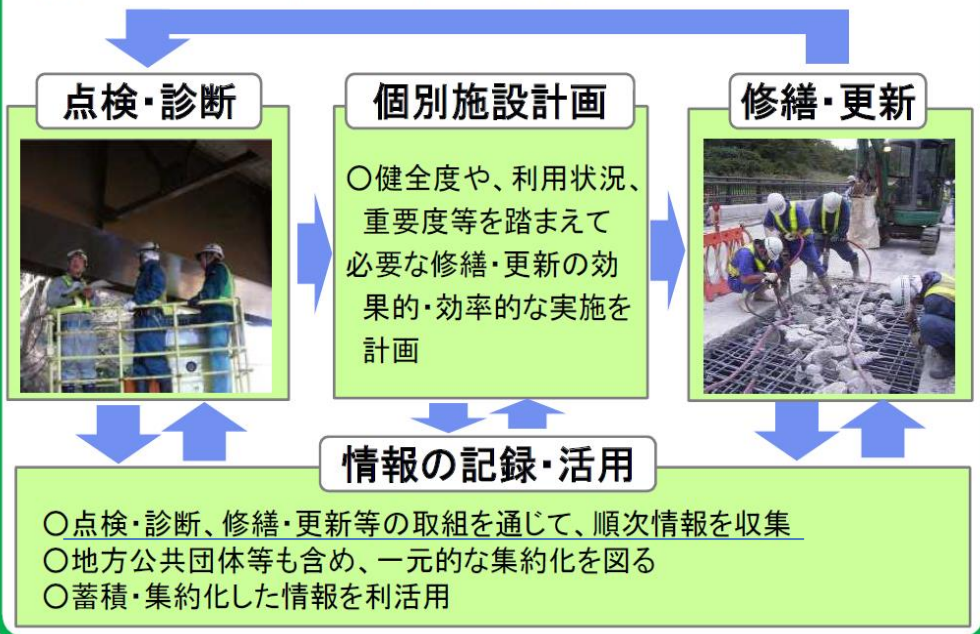 点検・診断
個別施設計画
修繕・更新
○健全度や、利用状況、
重要度等を踏まえて
必要な修繕・更新の効
果的・効率的な実施を
計画
情報の記録・活用
○点検・診断、修繕・更新等の取組を通じて、順次情報を収集
○地方公共団体等も含め、一元的な集約化を図る
○蓄積・集約化した情報を利活用